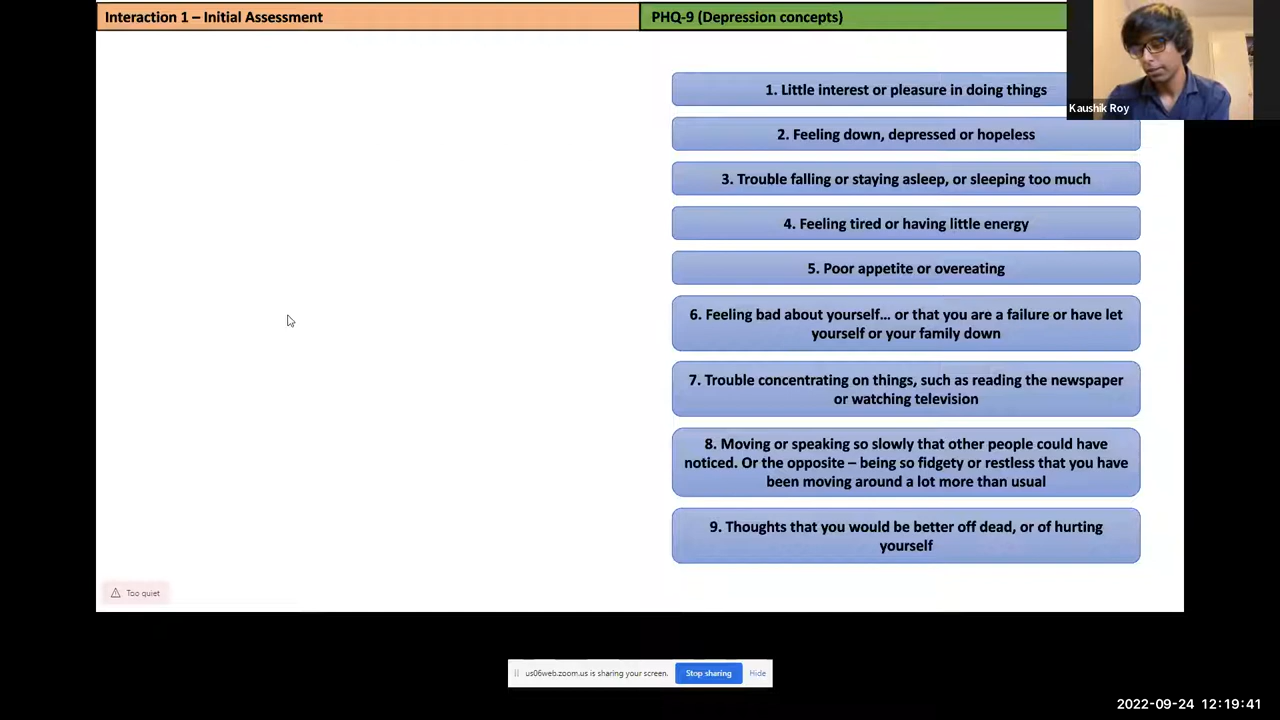 Interaction 1 – Initial Assessment
PHQ-9 (Depression concepts)
Kaushik Roy
1. Little interest or pleasure in doing things
2. Feeling down, depressed or hopeless
3. Trouble falling or staying asleep, or sleeping too much
4. Feeling tired or having little energy
5. Poor appetite or overeating
6. Feeling bad about yourself... or that you are a failure or have let
yourself or your family down
7. Trouble concentrating on things, such as reading the newspaper
or watching television
8. Moving or speaking so slowly that other people could have
noticed. Or the opposite – being so fidgety or restless that you have
been moving around a lot more than usual
9. Thoughts that you would be better off dead, or of hurting
yourself
Too quiet
us06web.zoom.us is sharing your screen.
Stop sharing
Hide
2022-09-24 12:19:41